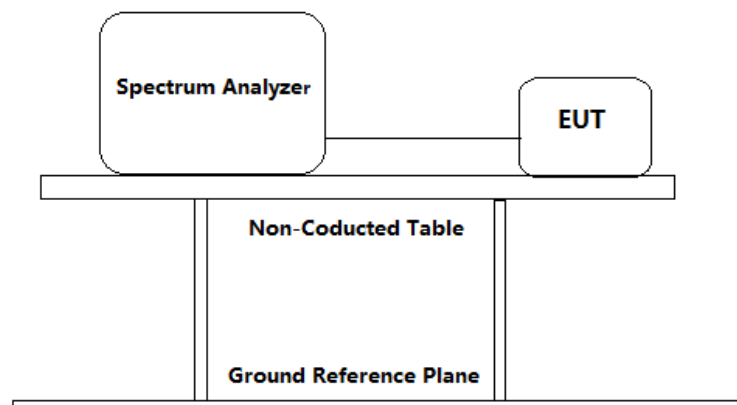 Spectrum Analyzer
EUT
Non-Coducted Table
Ground Reference Plane